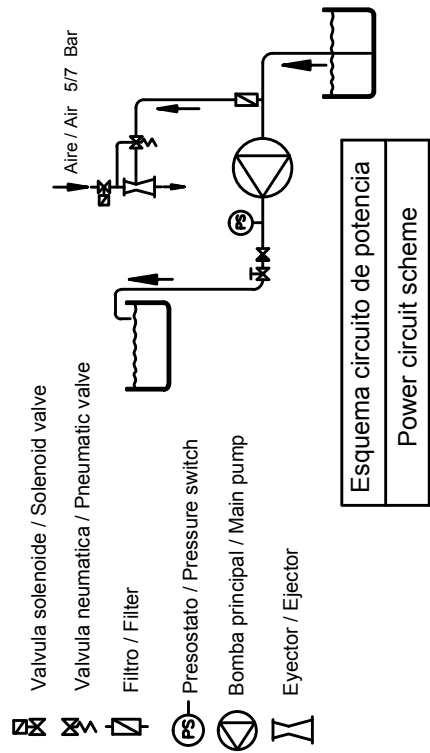 Valvula solenoide / Solenoid valve
Valvula neumatica / Pneumatic valve
Filtro / Filter
PS Presostato / Pressure switch
Bomba principal / Main pump
Eyector / Ejector
Aire / Air 5/7 Bar
PS
Esquema circuito de potencia
Power circuit scheme